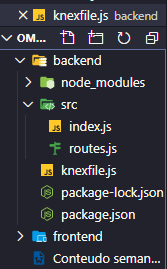 knexfile.js backend
OM...
backend
node_modules
src
index.js
routes.js
knexfile.js
package-lock.json
package.json
frontend
Conteudo seman...